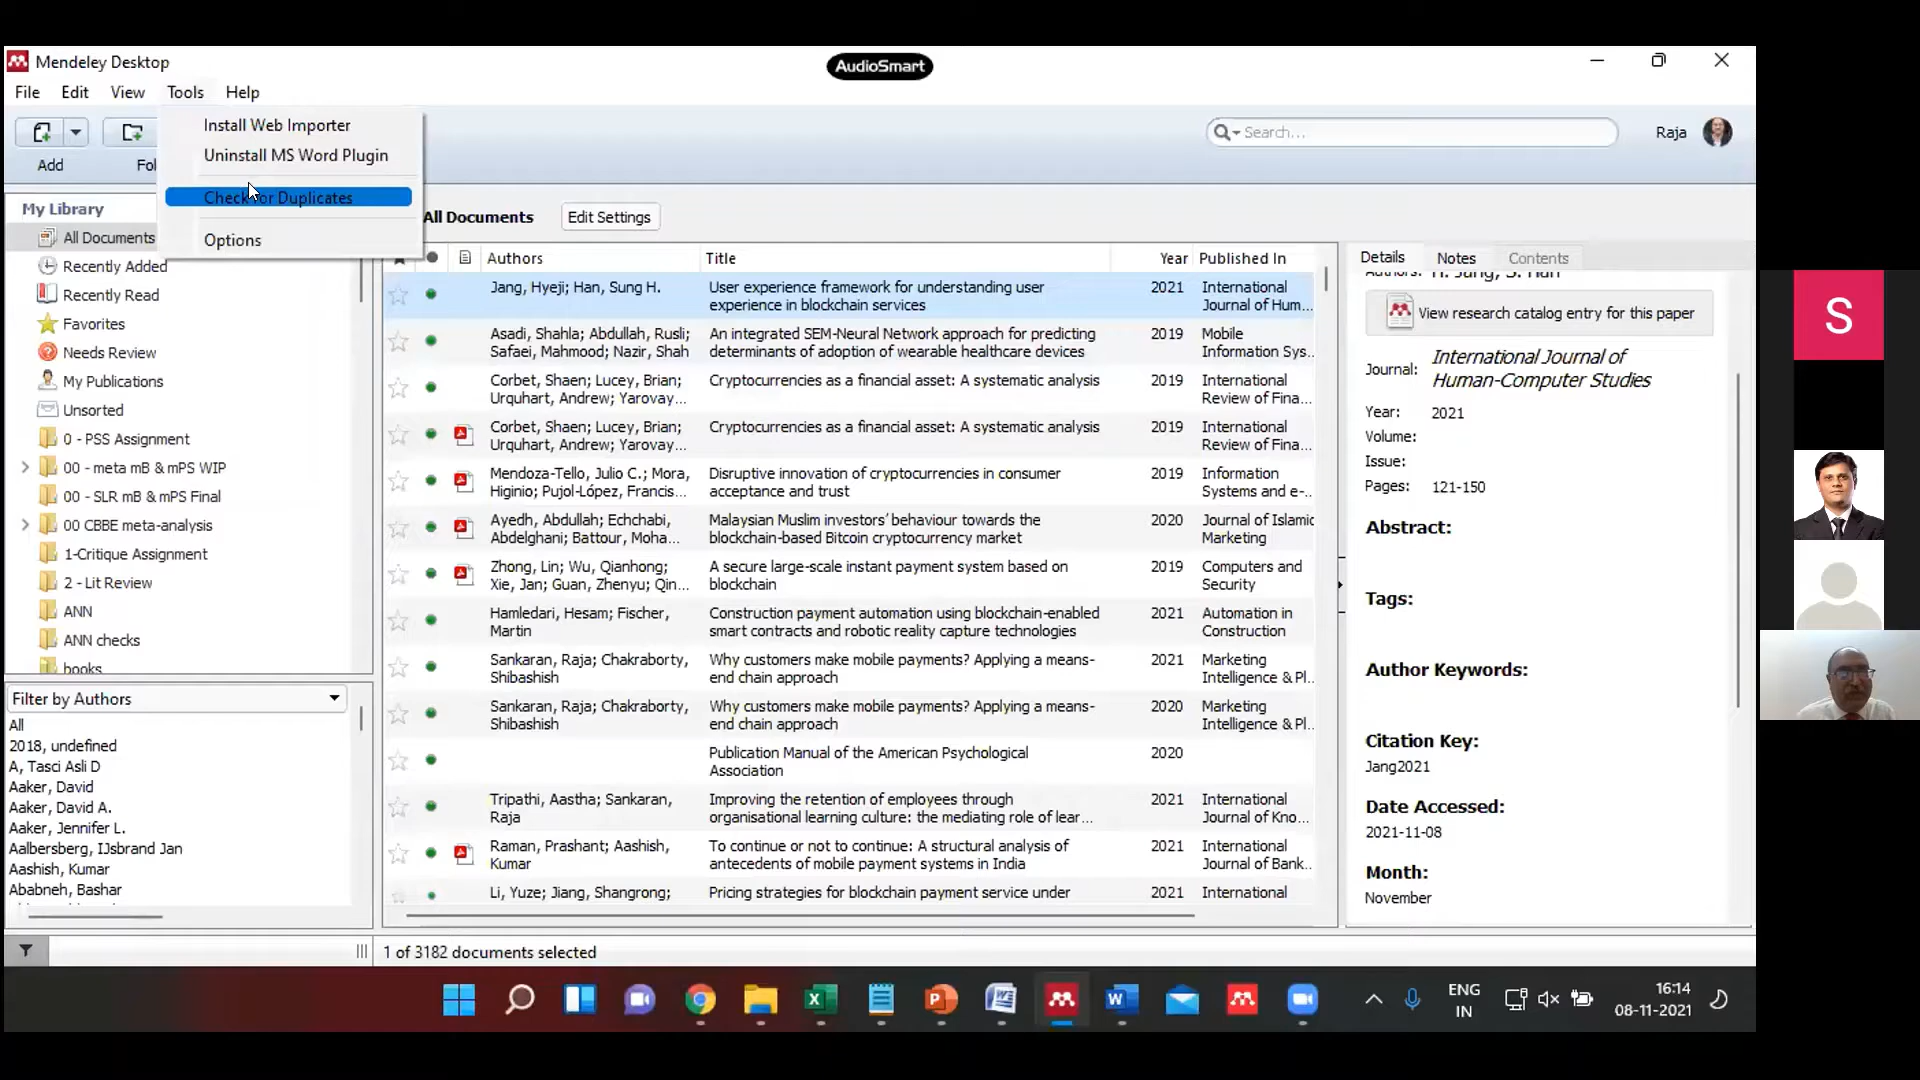 Mendeley Desktop
AudioSmart
File Edit View Tools Help
Install Web Importer
Uninstall MS Word Plugin
Check for Duplicates
Options
Add
Fol
Search...
Raja
My Library
All Documents
Recently Added
Recently Read
Favorites
Needs Review
My Publications
Unsorted
0 - PSS Assignment
00 - meta mB & mPS WIP
00 - SLR mB & mPS Final
00 CBBE meta-analysis
1-Critique Assignment
2 - Lit Review
ANN
ANN checks
books
Filter by Authors
All
2018, undefined
A, Tasci Asli D
Aaker, David
Aaker, David A.
Aaker, Jennifer L.
Aalbersberg, IJsbrand Jan
Aashish, Kumar
Ababneh, Bashar
All Documents Edit Settings
Authors Title Year Published In
Jang, Hyeji; Han, Sung H. User experience framework for understanding user 2021 International
experience in blockchain services Journal of Hum...
Asadi, Shahla; Abdullah, Rusli; An integrated SEM-Neural Network approach for predicting 2019 Mobile
Safaei, Mahmood; Nazir, Shah determinants of adoption of wearable healthcare devices Information Sys...
Corbet, Shaen; Lucey, Brian; Cryptocurrencies as a financial asset: A systematic analysis 2019 International
Urquhart, Andrew; Yarovay... Review of Fina...
Corbet, Shaen; Lucey, Brian; Cryptocurrencies as a financial asset: A systematic analysis 2019 International
Urquhart, Andrew; Yarovay... Review of Fina...
Mendoza-Tello, Julio C.; Mora, Disruptive innovation of cryptocurrencies in consumer 2019 Information
Higinio; Pujol-López, Francis... acceptance and trust Systems and e-...
Ayedh, Abdullah; Echchabi, Malaysian Muslim investors' behaviour towards the 2020 Journal of Islamic
Abdelghani; Battour, Moha... blockchain-based Bitcoin cryptocurrency market Marketing
Zhong, Lin; Wu, Qianhong; A secure large-scale instant payment system based on 2019 Computers and
Xie, Jan; Guan, Zhenyu; Qin... blockchain Security
Hamledari, Hesam; Fischer, Construction payment automation using blockchain-enabled 2021 Automation in
Martin smart contracts and robotic reality capture technologies Construction
Sankaran, Raja; Chakraborty, Why customers make mobile payments? Applying a means- 2021 Marketing
Shibashish end chain approach Intelligence & Pl...
Sankaran, Raja; Chakraborty, Why customers make mobile payments? Applying a means- 2020 Marketing
Shibashish end chain approach Intelligence & Pl...
Publication Manual of the American Psychological 2020
Association
Tripathi, Aastha; Sankaran, Improving the retention of employees through 2021 International
Raja organisational learning culture: the mediating role of lear... Journal of Kno...
Raman, Prashant; Aashish, To continue or not to continue: A structural analysis of 2021 International
Kumar antecedents of mobile payment systems in India Journal of Bank...
Li, Yuze; Jiang, Shangrong; Pricing strategies for blockchain payment service under 2021 International
1 of 3182 documents selected
Details Notes Contents
Authors: H. Jang, S. Han
View research catalog entry for this paper
Journal: International Journal of
Human-Computer Studies
Year: 2021
Volume:
Issue:
Pages: 121-150
Abstract:
Tags:
Author Keywords:
Citation Key:
Jang2021
Date Accessed:
2021-11-08
Month:
November
S
ENG
IN
16:14
08-11-2021